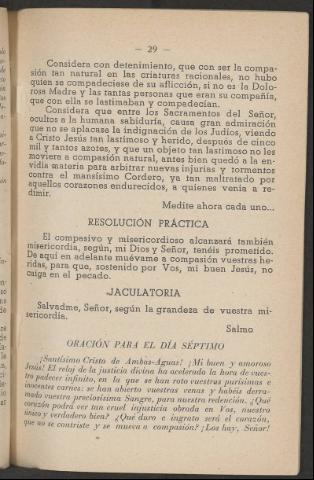 — 29 —
Considera con detenimiento, que con ser la compa-
sión tan natural en las criaturas racionales, no hubo
quien se compadeciese de su aflicción, si no es la Dolo-
rosa Madre y las tantas personas que eran su compañía,
que con ella se lastimaban y compadecían.
Considera que entre los Sacramentos del Señor,
ocultos a la humana sabiduría, causa gran admiración
que no se aplacase la indignación de los Judíos, viendo
a Cristo Jesús tan lastimoso y herido, después de cinco
mil y tantos azotes, y que un objeto tan lastimoso no les
moviera a compasión natural, antes bien quedó a la en-
vidia materia para arbitrar nuevas injurias y tormentos
contra el mansísimo Cordero, ya tan maltratado por
aquellos corazones endurecidos, a quienes venía a re-
dimir.
Medite ahora cada uno...
RESOLUCIÓN PRÁCTICA
El compasivo y misericordioso alcanzará también
misericordia, según, mi Dios y Señor, tenéis prometido.
De aquí en adelante muévame a compasión vuestras he-
ridas, para que, sostenido por Vos, mi buen Jesús, no
caiga en el pecado.
JACULATORIA
Salvadme, Señor, según la grandeza de vuestra mi-
sericordia.
Salmo
ORACIÓN PARA EL DÍA SÉPTIMO
¡Santísimo Cristo de Ambas-Aguas! ¡Mi buen y amoroso
Jesús! El reloj de la justicia divina ha acelerado la hora de vues-
tro padecer infinito, en la que se han roto vuestras purísimas e
inocentes carnes: se han abierto vuestras venas y habéis derra-
mado vuestra preciosísima Sangre, para nuestra redención. ¿Qué
corazón podrá ver tan cruel injusticia obrada en Vos, nuestro
único y verdadero bien? ¿Qué duro e ingrato será el corazón,
que no se contriste y se mueva a compasión? ¡Los hay, Señor!